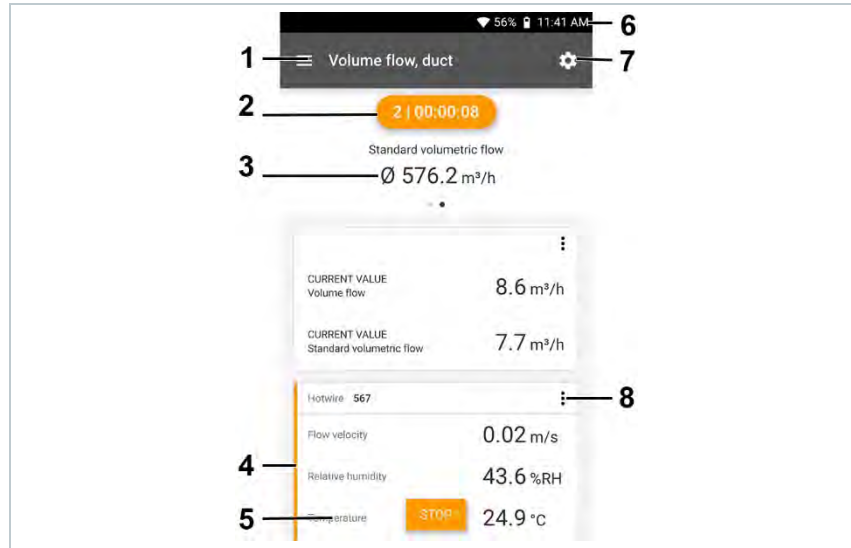 56% 11:41 AM 6
1 Volume flow, duct 7
2 2 | 00:00:08
Standard volumetric flow
3 Ø 576.2 m³/h
CURRENT VALUE
Volume flow 8.6 m³/h
CURRENT VALUE
Standard volumetric flow 7.7 m³/h
Hotwire 567 8
Flow velocity 0.02 m/s
4 Relative humidity 43.6 %RH
5 Temperature STOP 24.9 °C